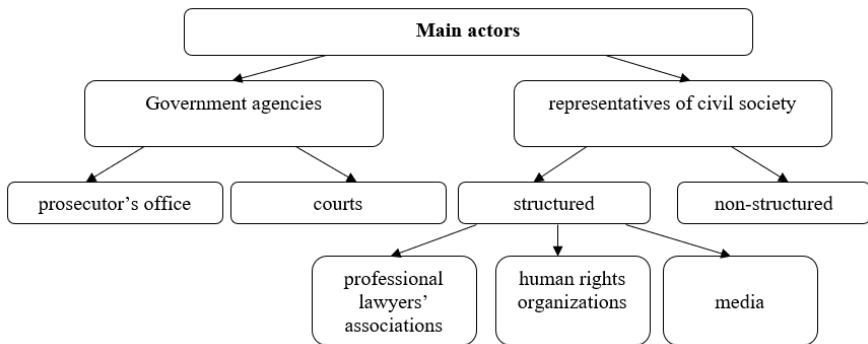 Main actors
Government agencies
representatives of civil society
prosecutor’s office
courts
structured
non-structured
professional
lawyers’
associations
human rights
organizations
media